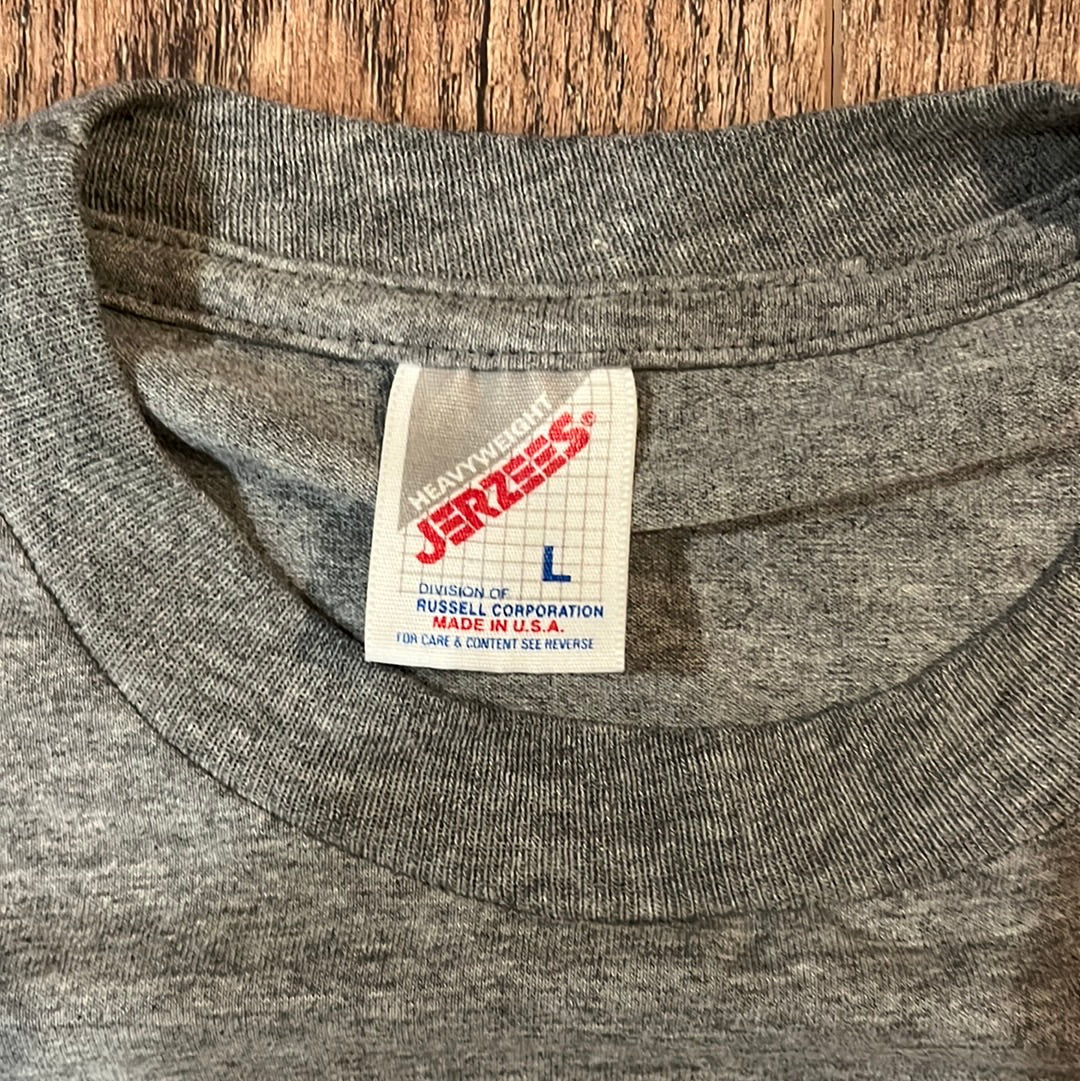 HEAVYWEIGHT
JERZEES®
L
DIVISION OF
RUSSELL CORPORATION
MADE IN U.S.A.
FOR CARE & CONTENT SEE REVERSE